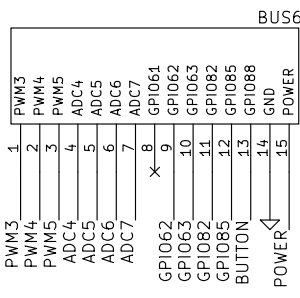 BUS6
PWM3
PWM4
PWM5
ADC4
ADC5
ADC6
ADC7
GPIO61
GPIO62
GPIO63
GPIO82
GPIO85
GPIO88
GND
POWER
1
2
3
4
5
6
7
8
9
10
11
12
13
14
15
PWM3
PWM4
PWM5
ADC4
ADC5
ADC6
ADC7
GPIO62
GPIO63
GPIO82
GPIO85
BUTTON
POWER